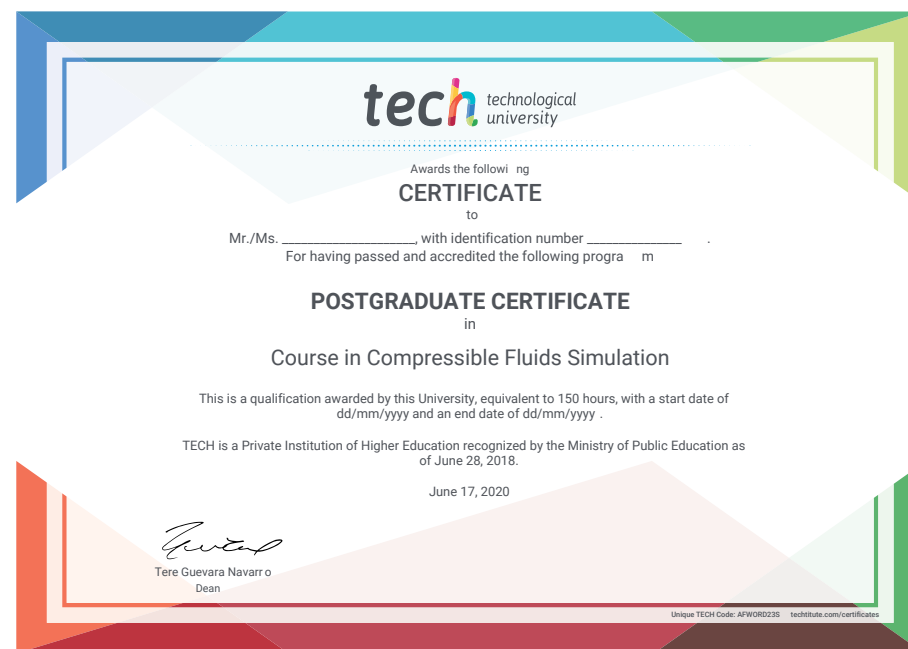 tech technological
university
Awards the followi ng
CERTIFICATE
to
Mr./Ms. _____________________, with identification number _______________ .
For having passed and accredited the following progra m
POSTGRADUATE CERTIFICATE
in
Course in Compressible Fluids Simulation
This is a qualification awarded by this University, equivalent to 150 hours, with a start date of
dd/mm/yyyy and an end date of dd/mm/yyyy .
TECH is a Private Institution of Higher Education recognized by the Ministry of Public Education as
of June 28, 2018.
June 17, 2020
Tere Guevara Navarr o
Dean
Unique TECH Code: AFWORD23S techtitute.com/certificates